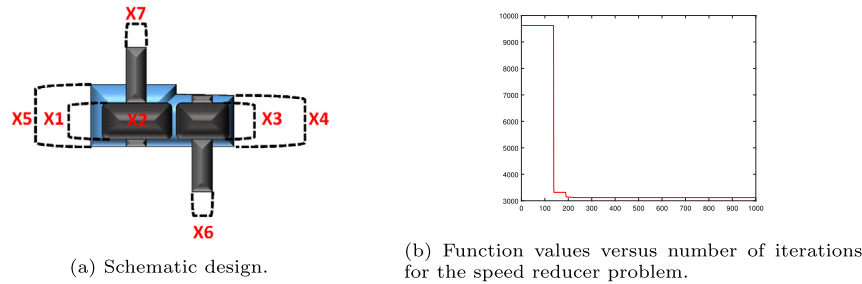 X7
X5 X1 X2 X3 X4
X6
(a) Schematic design.
10000
9000
8000
7000
6000
5000
4000
3000
0 100 200 300 400 500 600 700 800 900 1000
(b) Function values versus number of iterations
for the speed reducer problem.